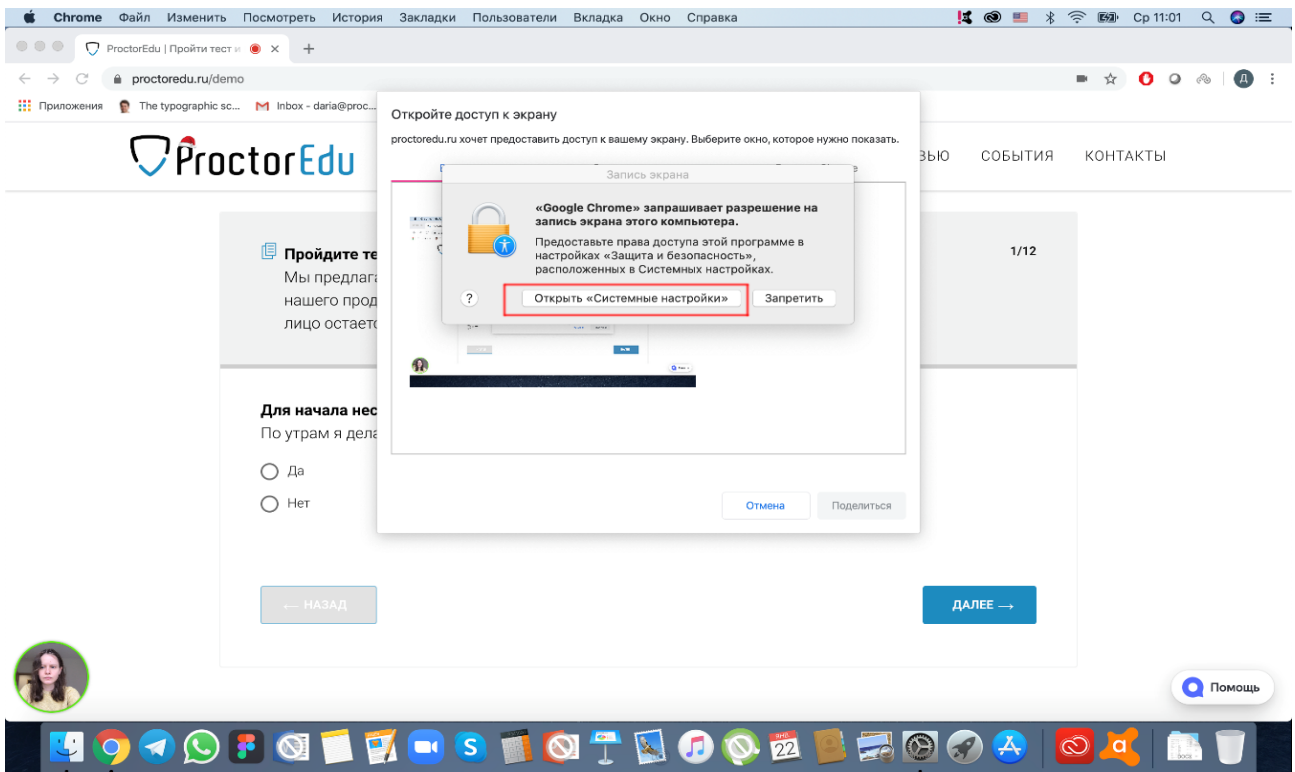 Chrome Файл Изменить Посмотреть История Закладки Пользователи Вкладка Окно Справка Ср 11:01
ProctorEdu | Пройти тест и
proctoredu.ru/demo
Д
Приложения The typographic sc... Inbox - daria@proc...
Откройте доступ к экрану
proctoredu.ru хочет предоставить доступ к вашему экрану. Выберите окно, которое нужно показать.
ProctorEdu
ВЬЮ СОБЫТИЯ КОНТАКТЫ
Запись экрана
«Google Chrome» запрашивает разрешение на
запись экрана этого компьютера.
Предоставьте права доступа этой программе в
настройках «Защита и безопасность»,
расположенных в Системных настройках.
? Открыть «Системные настройки» Запретить
Пройдите те
1/12
Мы предлага
нашего прод
лицо остаетс
Для начала нес
По утрам я дела
Да
Нет
Отмена Поделиться
← НАЗАД
ДАЛЕЕ →
Помощь
22